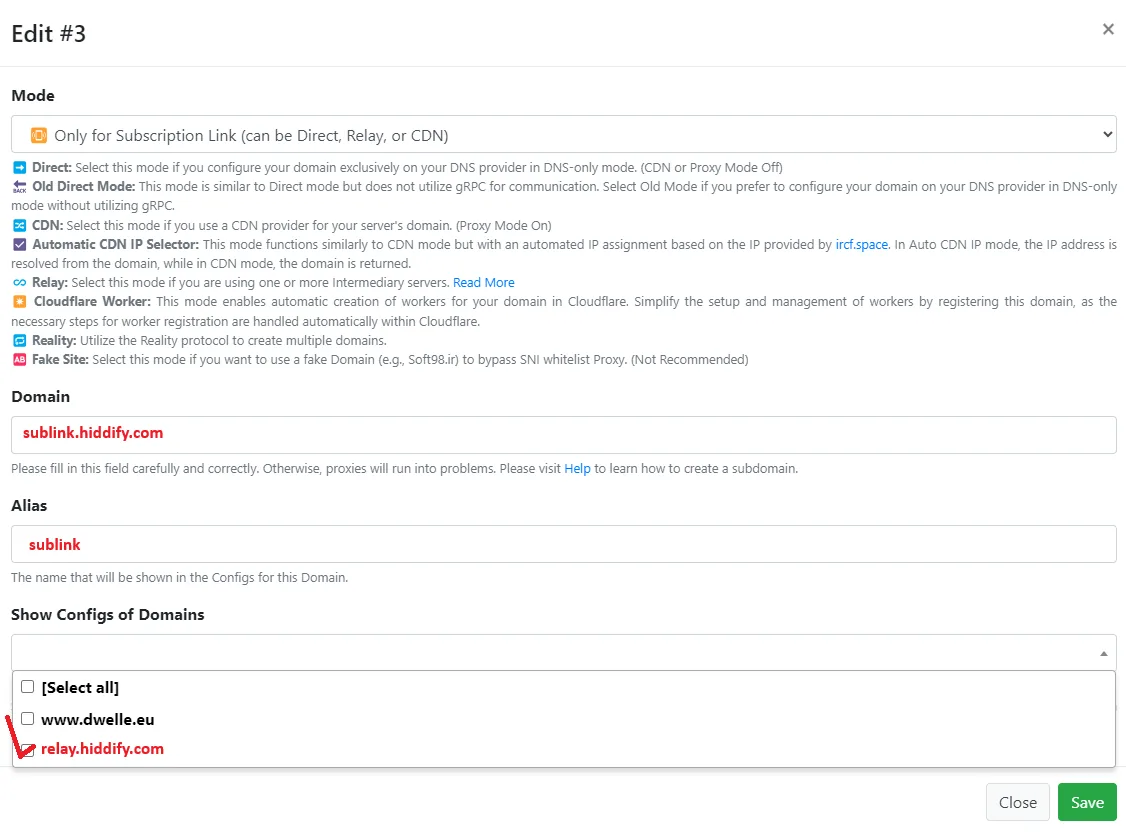 Edit #3
×
Mode
Only for Subscription Link (can be Direct, Relay, or CDN)
Direct: Select this mode if you configure your domain exclusively on your DNS provider in DNS-only mode. (CDN or Proxy Mode Off)
BACK Old Direct Mode: This mode is similar to Direct mode but does not utilize gRPC for communication. Select Old Mode if you prefer to configure your domain on your DNS provider in DNS-only
mode without utilizing gRPC.
CDN: Select this mode if you use a CDN provider for your server's domain. (Proxy Mode On)
Automatic CDN IP Selector: This mode functions similarly to CDN mode but with an automated IP assignment based on the IP provided by ircf.space. In Auto CDN IP mode, the IP address is
resolved from the domain, while in CDN mode, the domain is returned.
Relay: Select this mode if you are using one or more Intermediary servers. Read More
Cloudflare Worker: This mode enables automatic creation of workers for your domain in Cloudflare. Simplify the setup and management of workers by registering this domain, as the
necessary steps for worker registration are handled automatically within Cloudflare.
Reality: Utilize the Reality protocol to create multiple domains.
AB Fake Site: Select this mode if you want to use a fake Domain (e.g., Soft98.ir) to bypass SNI whitelist Proxy. (Not Recommended)
Domain
sublink.hiddify.com
Please fill in this field carefully and correctly. Otherwise, proxies will run into problems. Please visit Help to learn how to create a subdomain.
Alias
sublink
The name that will be shown in the Configs for this Domain.
Show Configs of Domains
[Select all]
www.dwelle.eu
relay.hiddify.com
Close Save